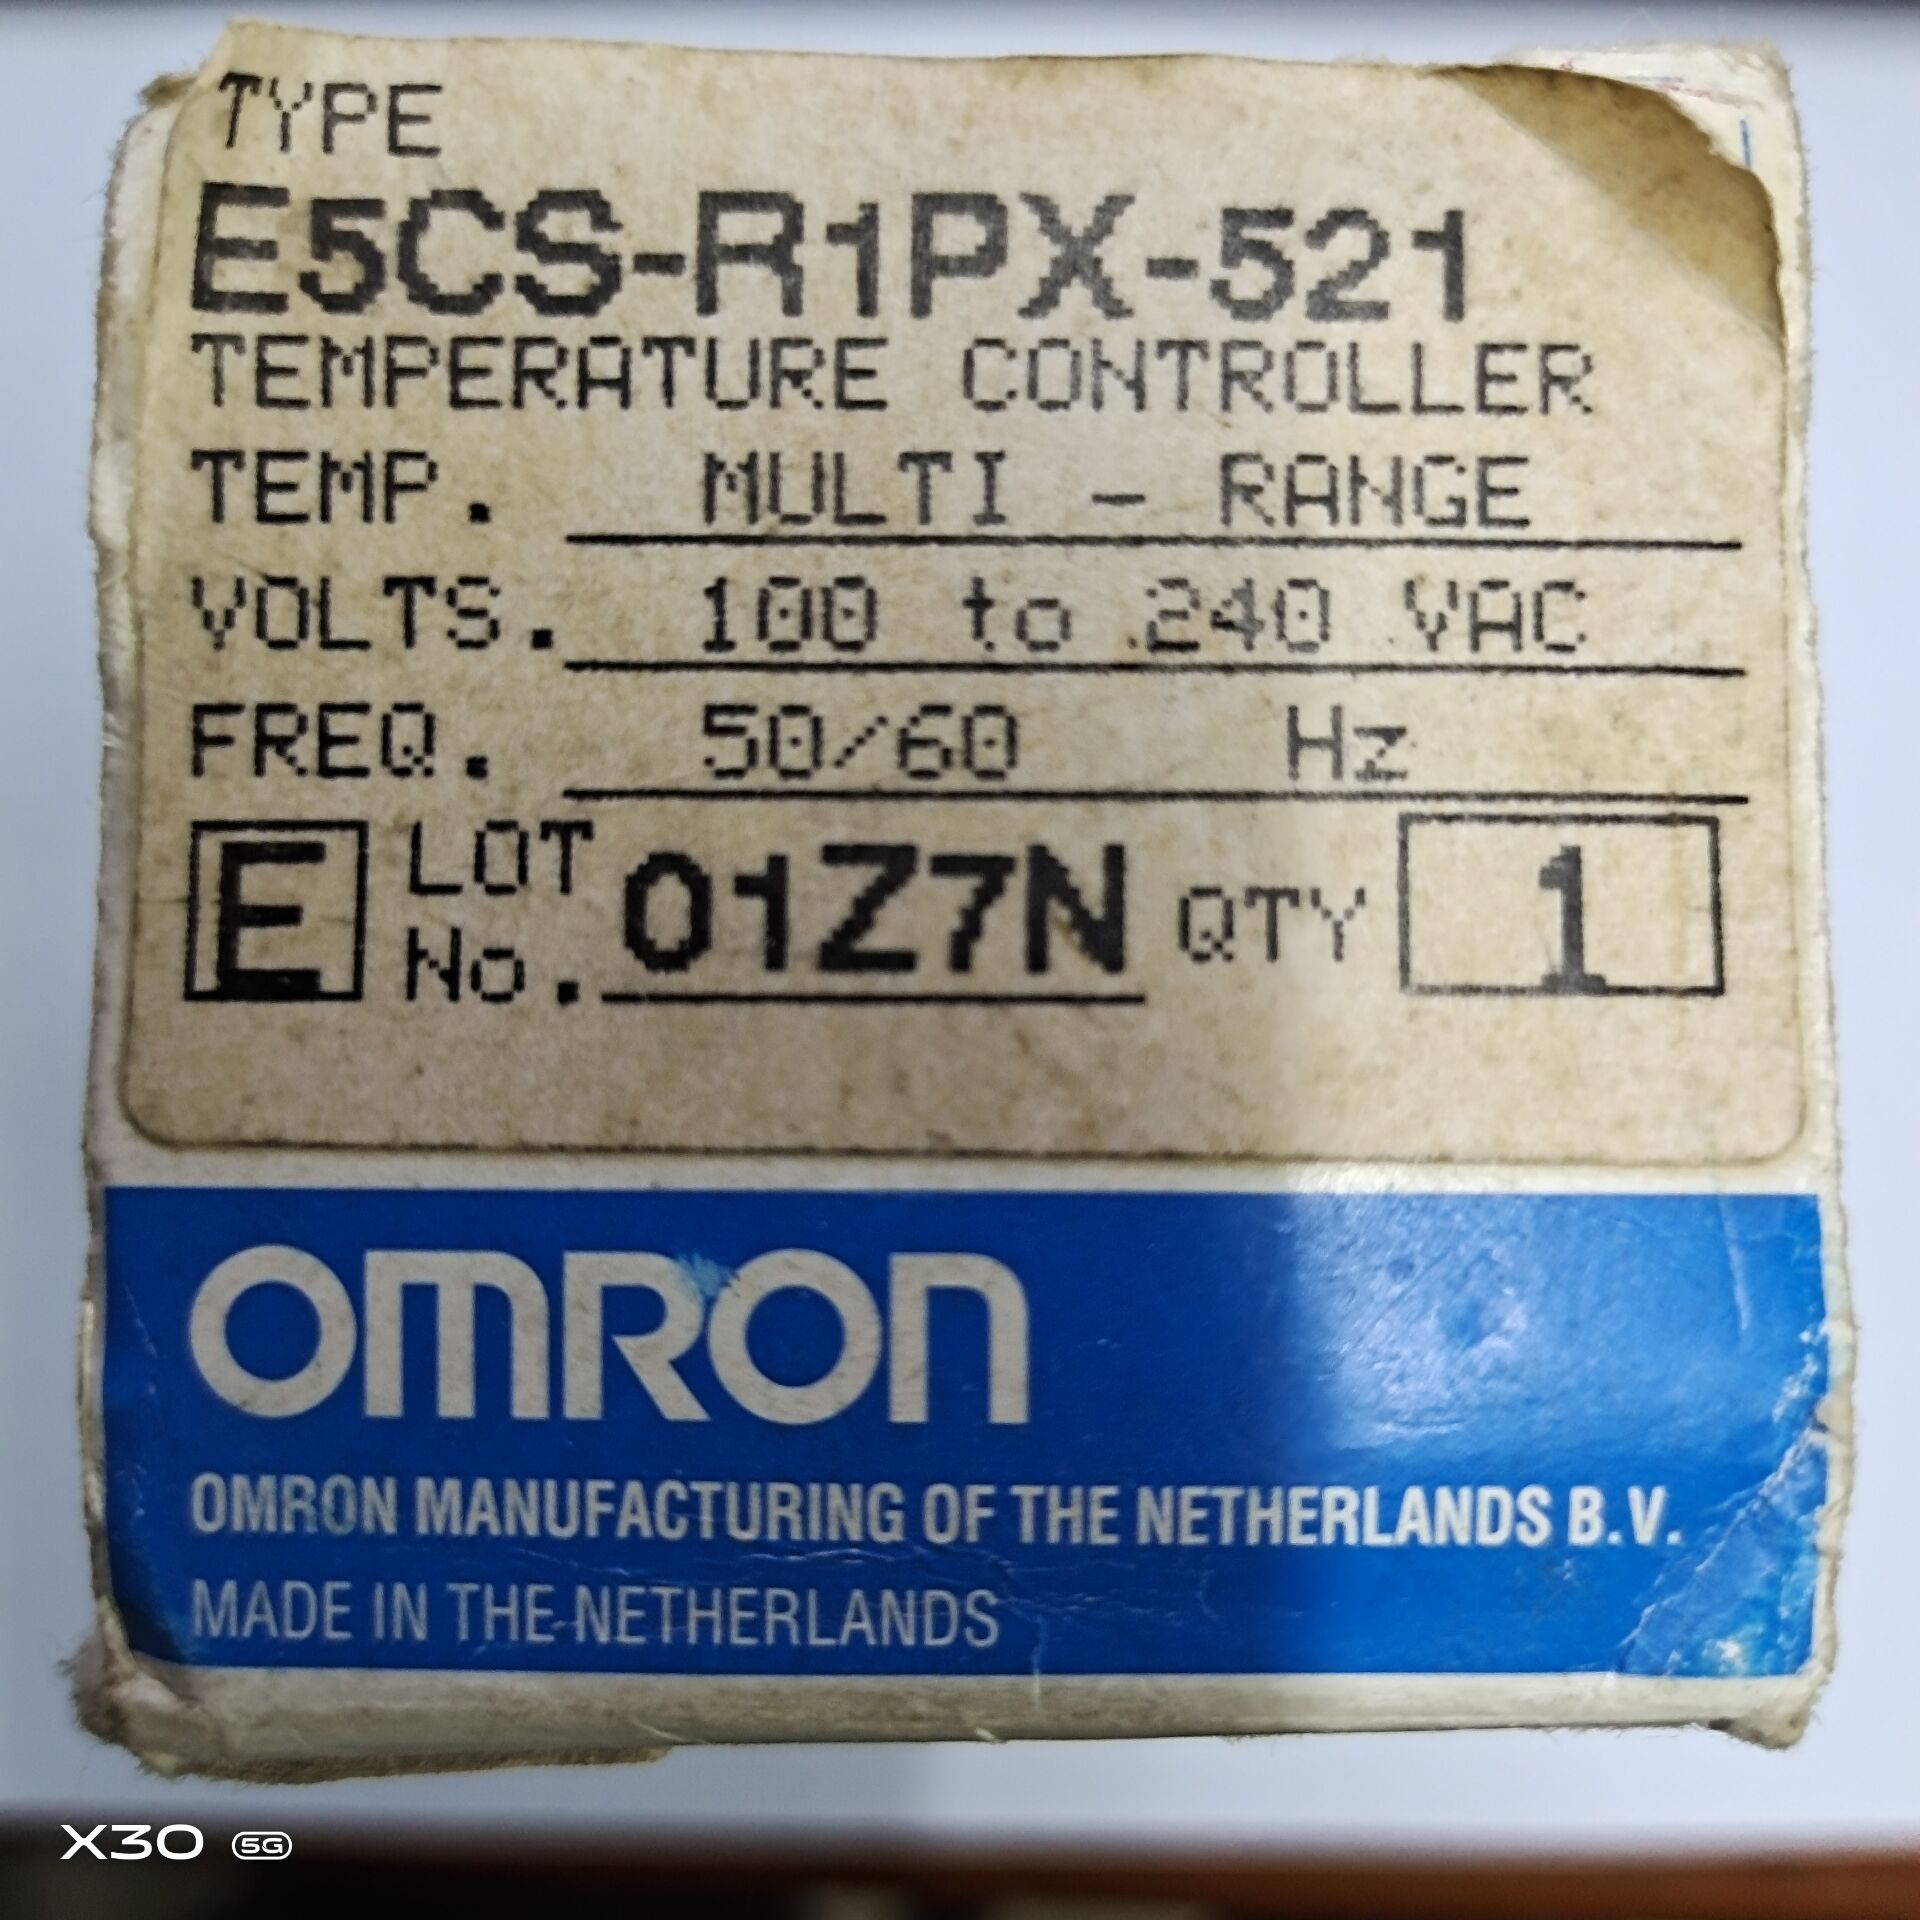 TYPE
E5CS-R1PX-521
TEMPERATURE CONTROLLER
TEMP. MULTI - RANGE
VOLTS. 100 to 240 VAC
FREQ. 50/60 Hz
E LOT No. 01Z7N QTY 1
OMRON
OMRON MANUFACTURING OF THE NETHERLANDS B.V.
MADE IN THE NETHERLANDS
X30 5G